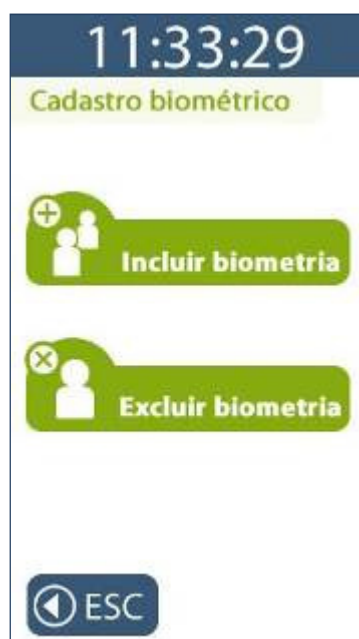 11:33:29
Cadastro biométrico
Incluir biometria
Excluir biometria
ESC